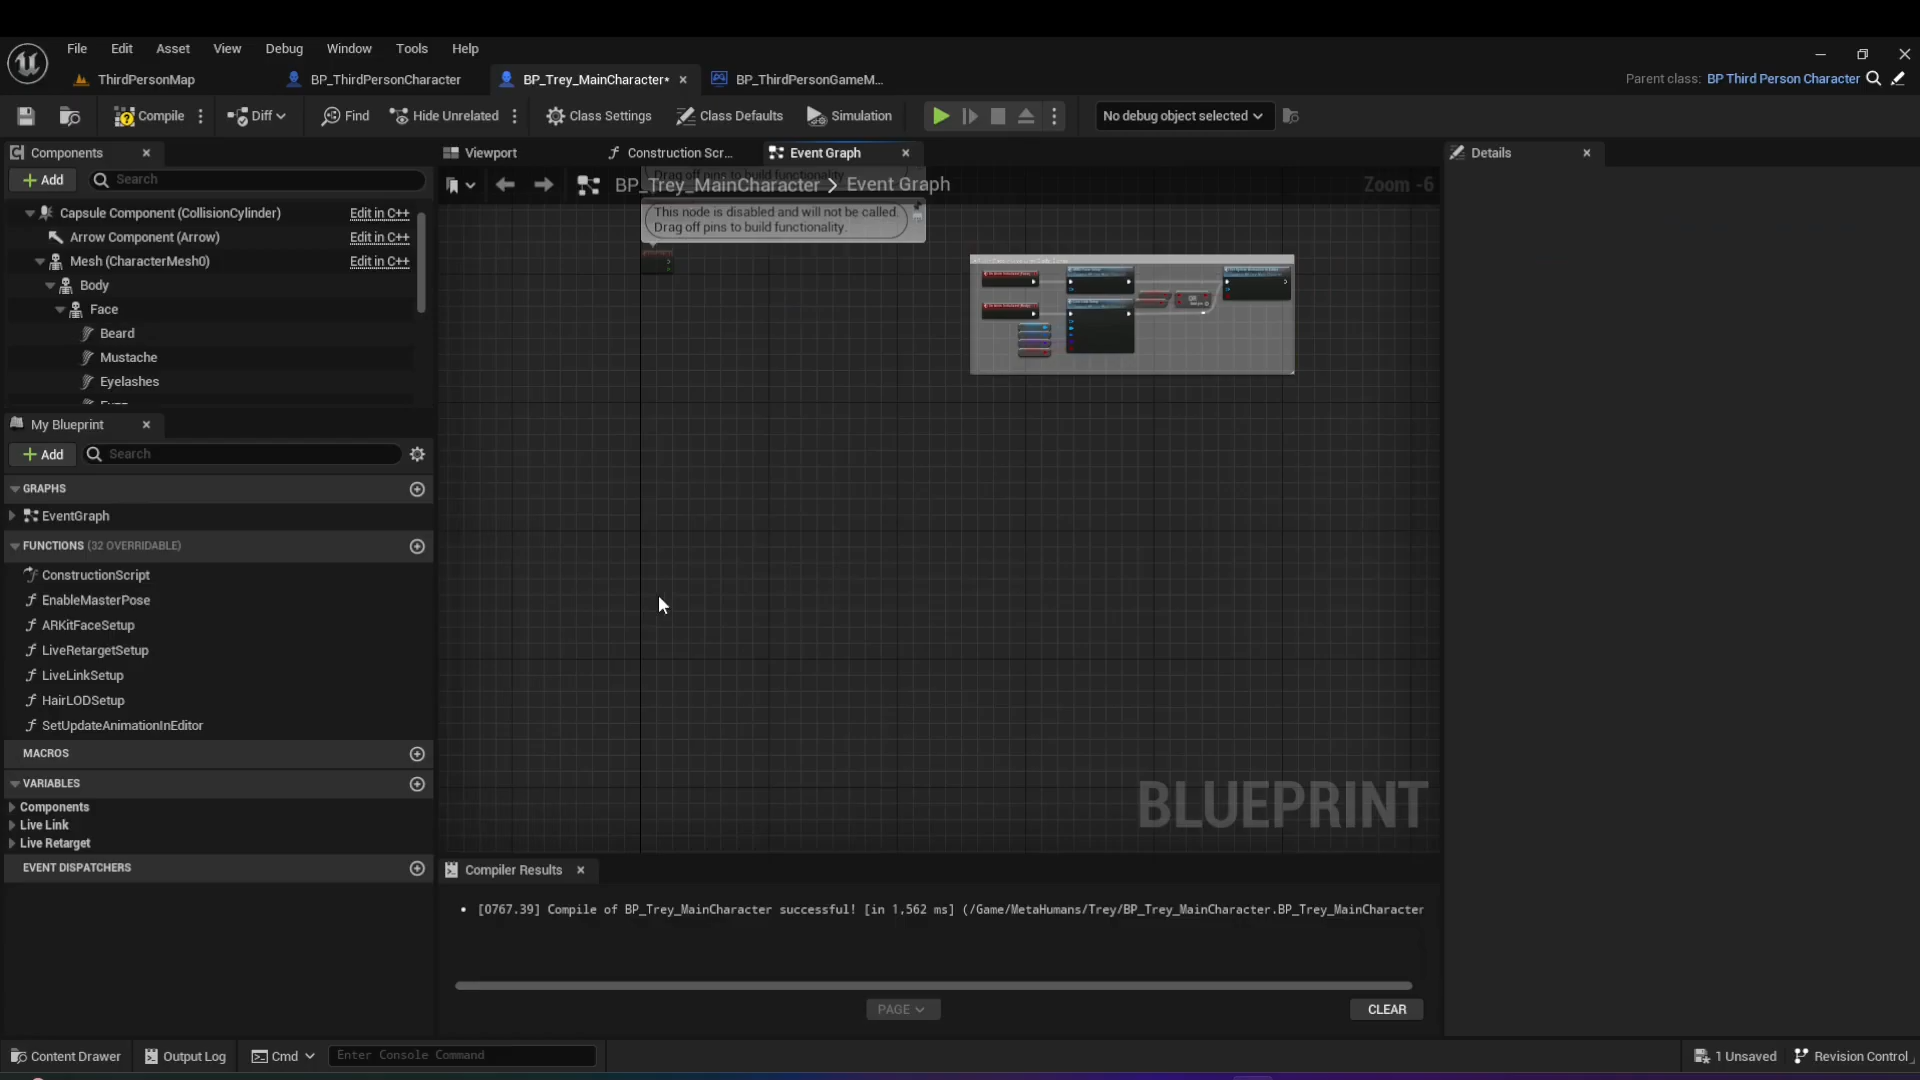 File Edit Asset View Debug Window Tools Help
ThirdPersonMap BP_ThirdPersonCharacter BP_Trey_MainCharacter* BP_ThirdPersonGameM...
Parent class: BP Third Person Character
Compile Diff Find Hide Unrelated Class Settings Class Defaults Simulation No debug object selected
Components Viewport Construction Scr... Event Graph Details
Add Search
BP_Trey_MainCharacter > Event Graph Zoom -6
Drag off pins to build functionality
This node is disabled and will not be called.
Drag off pins to build functionality.
Capsule Component (CollisionCylinder) Edit in C++
Arrow Component (Arrow) Edit in C++
Mesh (CharacterMesh0) Edit in C++
Body
Face
Beard
Mustache
Eyelashes
My Blueprint
Add Search
GRAPHS
EventGraph
FUNCTIONS (32 OVERRIDABLE)
ConstructionScript
EnableMasterPose
ARKitFaceSetup
LiveRetargetSetup
LiveLinkSetup
HairLODSetup
SetUpdateAnimationInEditor
MACROS
VARIABLES
Components
Live Link
Live Retarget
EVENT DISPATCHERS
BLUEPRINT
Compiler Results
[0767.39] Compile of BP_Trey_MainCharacter successful! [in 1,562 ms] (/Game/MetaHumans/Trey/BP_Trey_MainCharacter.BP_Trey_MainCharacter
PAGE CLEAR
Content Drawer Output Log Cmd Enter Console Command 1 Unsaved Revision Control